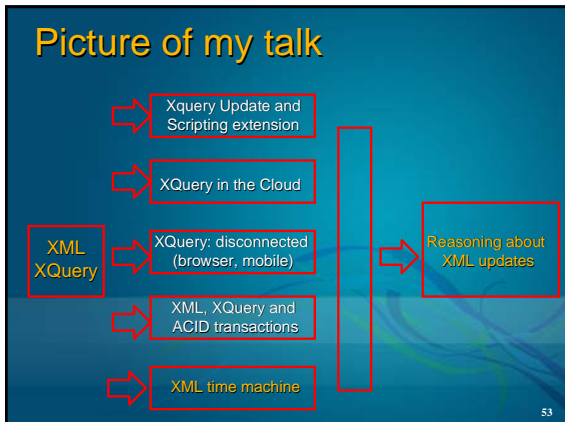 Picture of my talk
Xquery Update and
Scripting extension
XQuery in the Cloud
XML
XQuery
XQuery: disconnected
(browser, mobile)
Reasoning about
XML updates
XML, XQuery and
ACID transactions
XML time machine
53